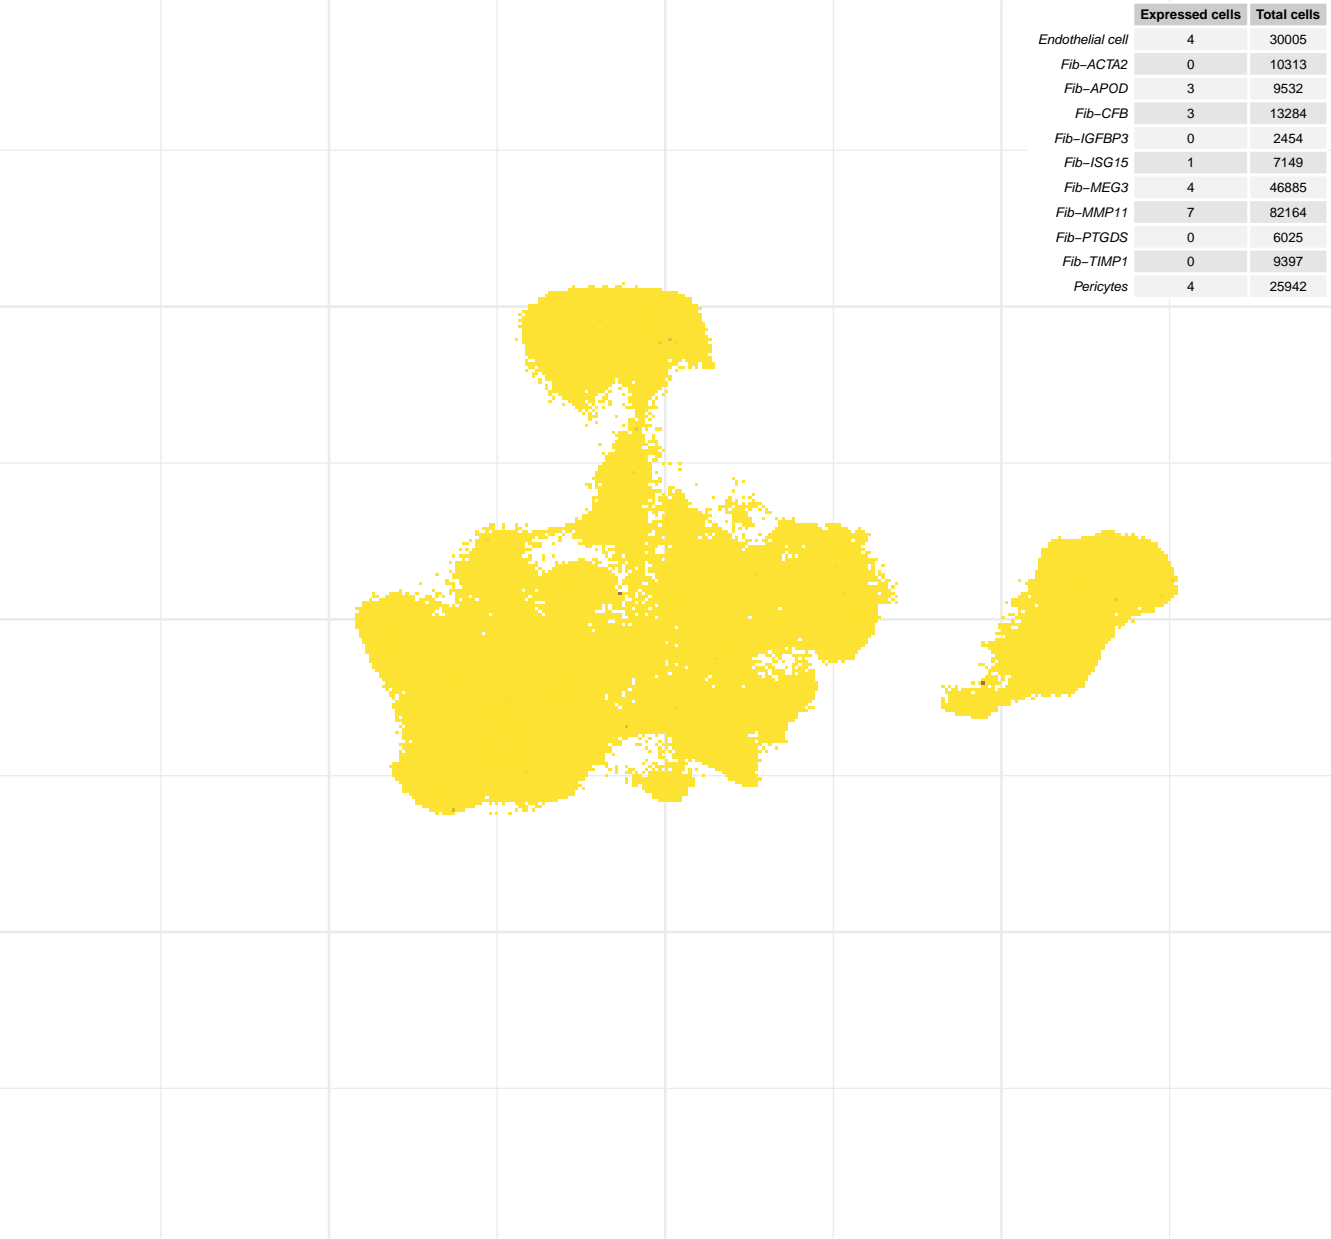 Expressed cells Total cells
Endothelial cell 4 30005
Fib−ACTA2 0 10313
Fib−APOD 3 9532
Fib−CFB 3 13284
Fib−IGFBP3 0 2454
Fib−ISG15 1 7149
Fib−MEG3 4 46885
Fib−MMP11 7 82164
Fib−PTGDS 0 6025
Fib−TIMP1 0 9397
Pericytes 4 25942